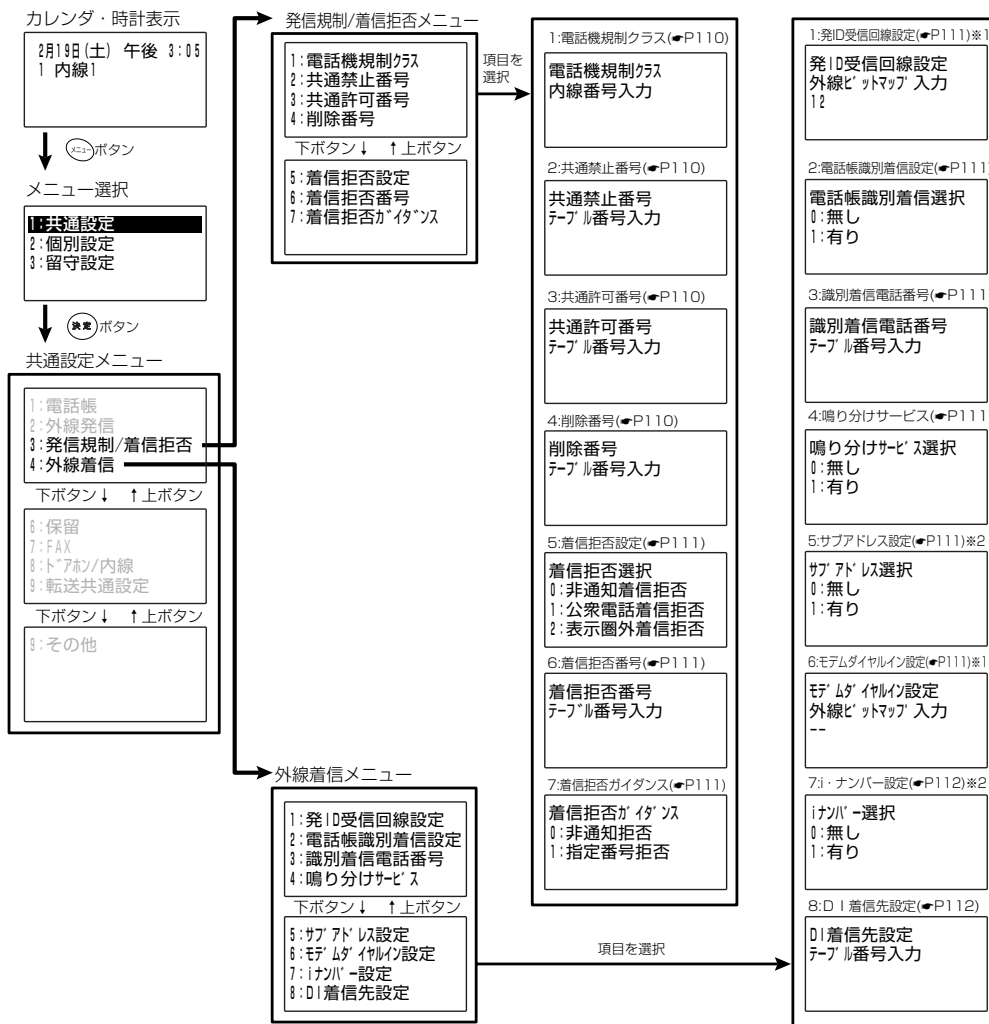 カレンダ・時計表示
2月19日(土) 午後 3:05
1 内線1
メニューボタン
メニュー選択
1:共通設定
2:個別設定
3:留守設定
決定ボタン
共通設定メニュー
1:電話帳
2:外線発信
3:発信規制/着信拒否
4:外線着信
下ボタン↓ ↑上ボタン
6:保留
7:FAX
8:ドアホン/内線
9:転送共通設定
下ボタン↓ ↑上ボタン
9:その他
発信規制/着信拒否メニュー
1:電話機規制クラス
2:共通禁止番号
3:共通許可番号
4:削除番号
下ボタン↓ ↑上ボタン
5:着信拒否設定
6:着信拒否番号
7:着信拒否ガイダンス
項目を
選択
外線着信メニュー
1:発ID受信回線設定
2:電話帳識別着信設定
3:識別着信電話番号
4:鳴り分けサービス
下ボタン↓ ↑上ボタン
5:サブアドレス設定
6:モデムダイヤルイン設定
7:iナンバー設定
8:DI着信先設定
項目を選択
1:電話機規制クラス(☛P110)
電話機規制クラス
内線番号入力
2:共通禁止番号(☛P110)
共通禁止番号
テーブル番号入力
3:共通許可番号(☛P110)
共通許可番号
テーブル番号入力
4:削除番号(☛P110)
削除番号
テーブル番号入力
5:着信拒否設定(☛P111)
着信拒否選択
0:非通知着信拒否
1:公衆電話着信拒否
2:表示圏外着信拒否
6:着信拒否番号(☛P111)
着信拒否番号
テーブル番号入力
7:着信拒否ガイダンス(☛P111)
着信拒否ガイダンス
0:非通知拒否
1:指定番号拒否
1:発ID受信回線設定(☛P111)※1
発ID受信回線設定
外線ビットマップ入力
12
2:電話帳識別着信設定(☛P111)
電話帳識別着信選択
0:無し
1:有り
3:識別着信電話番号(☛P111
識別着信電話番号
テーブル番号入力
4:鳴り分けサービス(☛P111
鳴り分けサービス選択
0:無し
1:有り
5:サブアドレス設定(☛P111)※2
サブアドレス選択
0:無し
1:有り
6:モデムダイヤルイン設定(☛P111)※1
モデムダイヤルイン設定
外線ビットマップ入力
--
7:i・ナンバー設定(☛P112)※2
iナンバー選択
0:無し
1:有り
8:DI着信先設定(☛P112)
DI着信先設定
テーブル番号入力